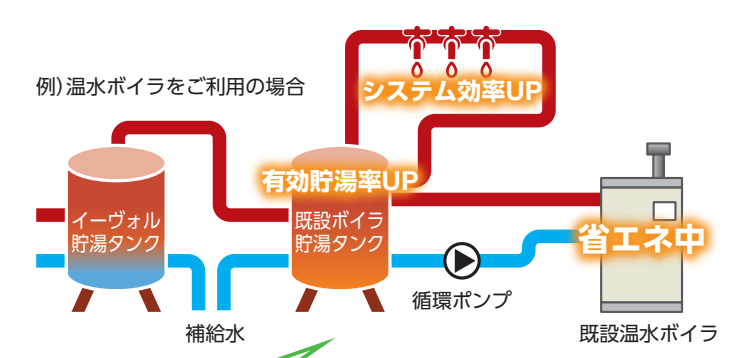 例)温水ボイラをご利用の場合
システム効率UP
有効貯湯率UP
イーヴォル
貯湯タンク
既設ボイラ
貯湯タンク
省エネ中
循環ポンプ
補給水
既設温水ボイラ